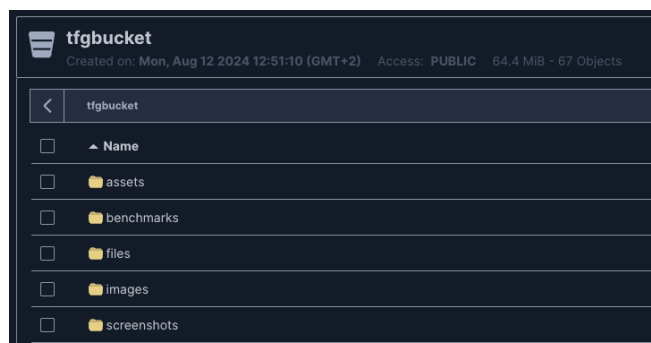 tfgbucket
Created on: Mon, Aug 12 2024 12:51:10 (GMT+2) Access: PUBLIC 64.4 MiB - 67 Objects
tfgbucket
Name
assets
benchmarks
files
images
screenshots